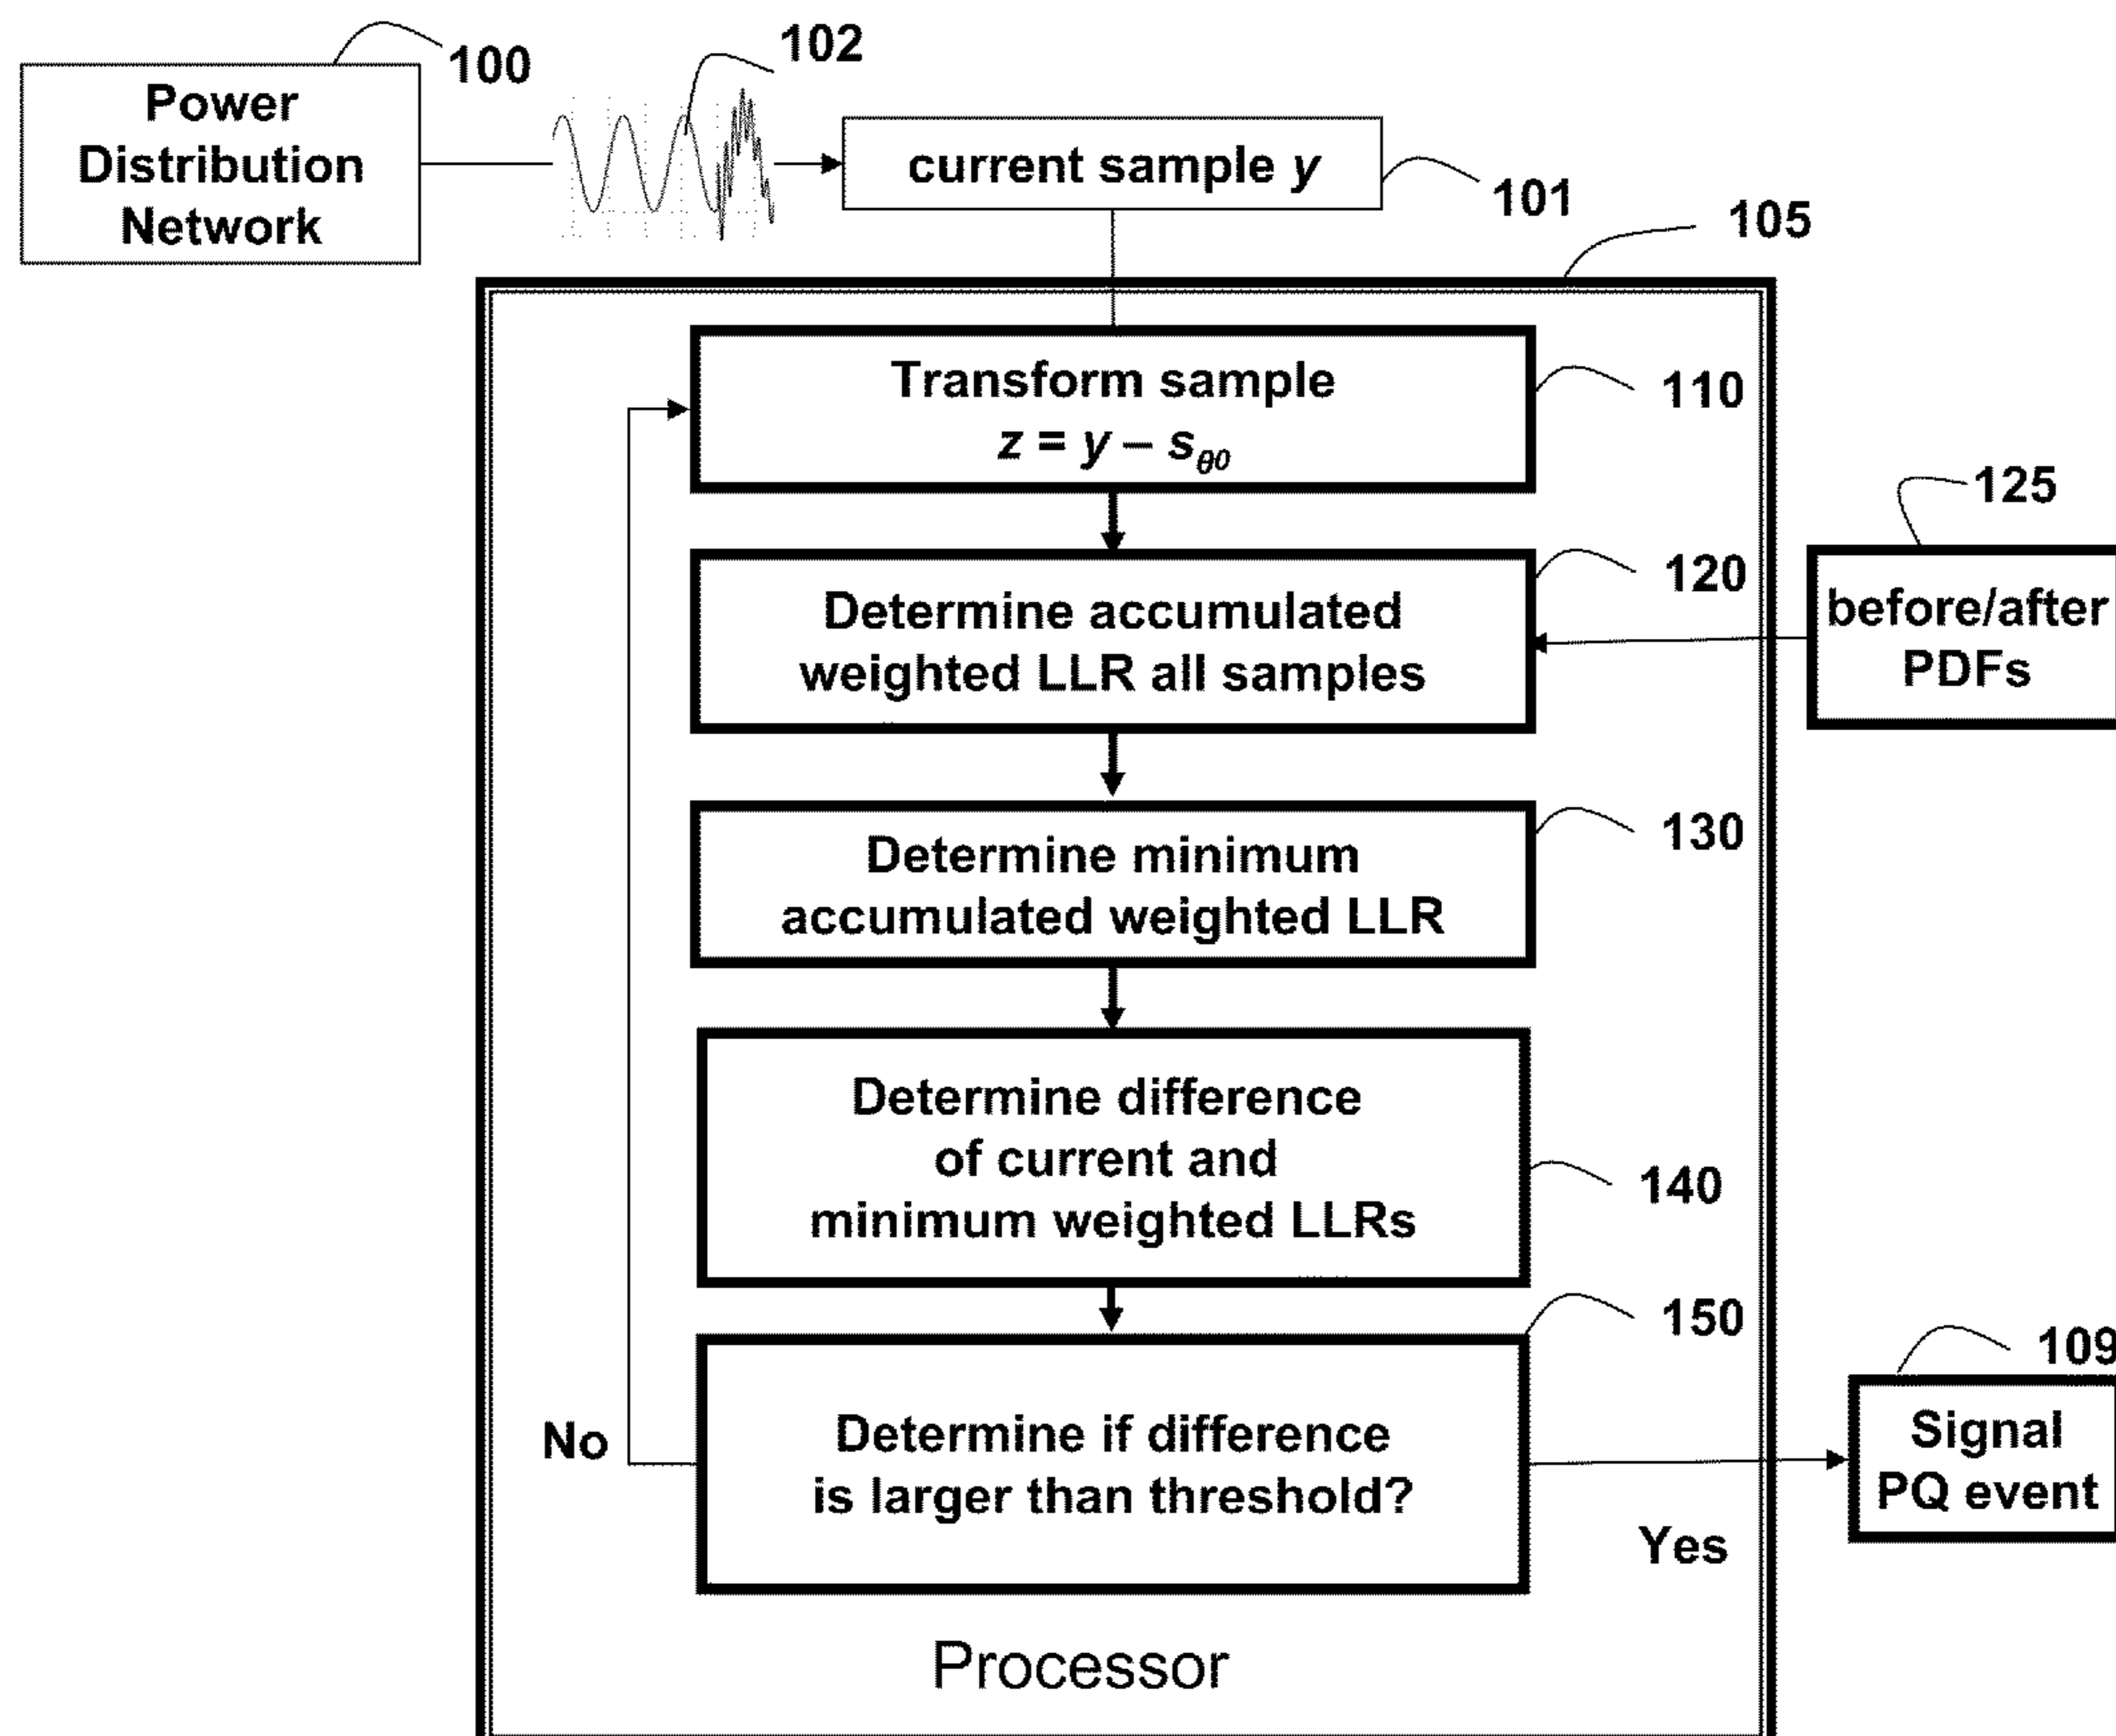 100
Power
Distribution
Network
102
current sample y
101
105
Transform sample
z = y – sθ0
110
Determine accumulated
weighted LLR all samples
120
before/after
PDFs
125
Determine minimum
accumulated weighted LLR
130
Determine difference
of current and
minimum weighted LLRs
140
Determine if difference
is larger than threshold?
150
No
Yes
109
Signal
PQ event
Processor